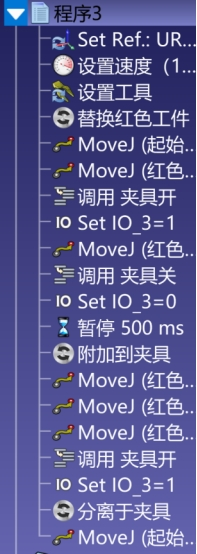 程序3
Set Ref.: UR...
设置速度（1...
设置工具
替换红色工件
MoveJ (起始...
MoveJ (红色...
调用 夹具开
IO Set IO_3=1
MoveJ (红色...
调用 夹具关
IO Set IO_3=0
暂停 500 ms
附加到夹具
MoveJ (红色...
MoveJ (红色...
MoveJ (红色...
调用 夹具开
IO Set IO_3=1
分离于夹具
MoveJ (起始...